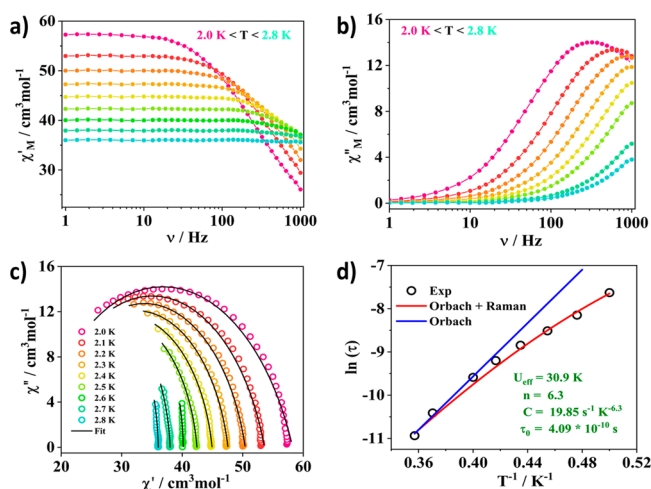 a)
2.0 K < T < 2.8 K
χ'M / cm³mol⁻¹
60
50
40
30
1
10
100
1000
ν / Hz
b)
2.0 K < T < 2.8 K
χ"M / cm³mol⁻¹
16
12
8
4
0
1
10
100
1000
ν / Hz
c)
χ" / cm³mol⁻¹
16
12
8
4
0
2.0 K
2.1 K
2.2 K
2.3 K
2.4 K
2.5 K
2.6 K
2.7 K
2.8 K
Fit
20
30
40
50
60
χ' / cm³mol⁻¹
d)
ln (τ)
-7
-8
-9
-10
-11
Exp
Orbach + Raman
Orbach
Ueff = 30.9 K
n = 6.3
C = 19.85 s⁻¹ K⁻⁶·³
τ0 = 4.09 * 10⁻¹⁰ s
0.36
0.40
0.44
0.48
0.52
T⁻¹ / K⁻¹